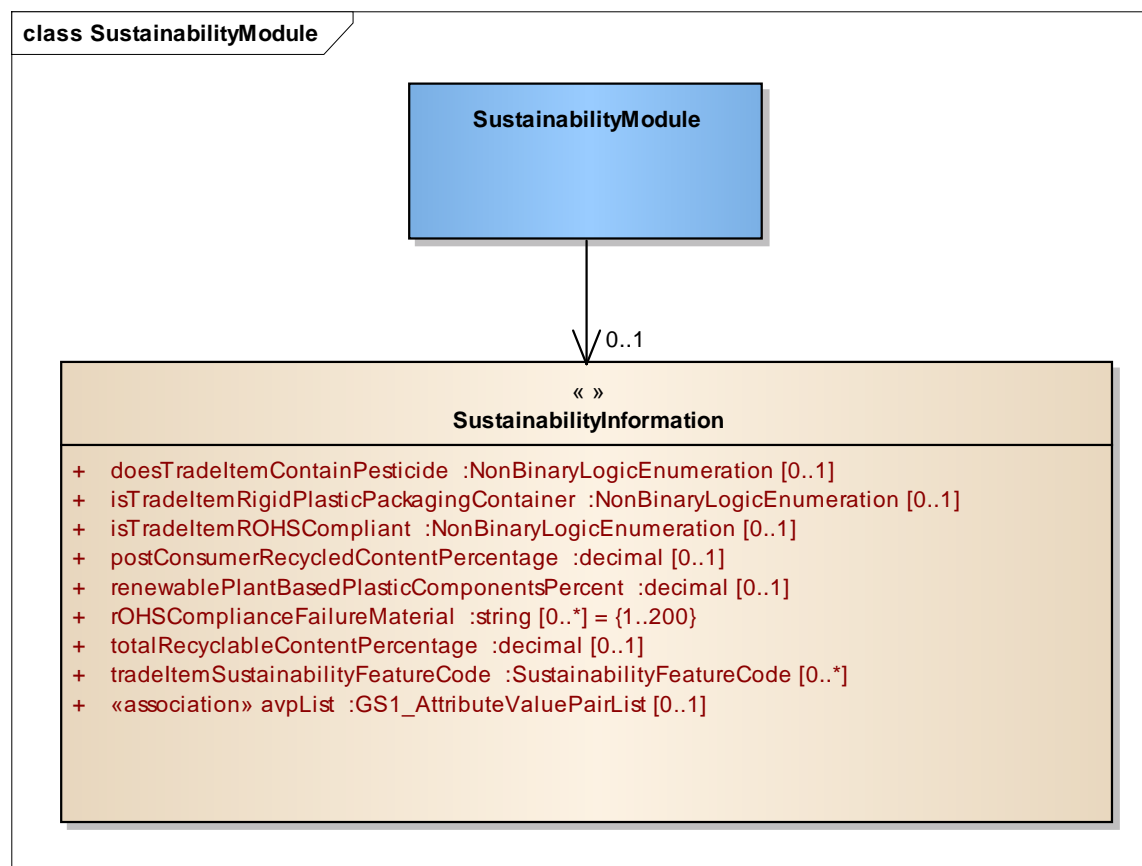 class SustainabilityModule
SustainabilityModule
0..1
« »
SustainabilityInformation
+ doesTradeItemContainPesticide :NonBinaryLogicEnumeration [0..1]
+ isTradeItemRigidPlasticPackagingContainer :NonBinaryLogicEnumeration [0..1]
+ isTradeItemROHSCompliant :NonBinaryLogicEnumeration [0..1]
+ postConsumerRecycledContentPercentage :decimal [0..1]
+ renewablePlantBasedPlasticComponentsPercent :decimal [0..1]
+ rOHSComplianceFailureMaterial :string [0..*] = {1..200}
+ totalRecyclableContentPercentage :decimal [0..1]
+ tradeItemSustainabilityFeatureCode :SustainabilityFeatureCode [0..*]
+ «association» avpList :GS1_AttributeValuePairList [0..1]